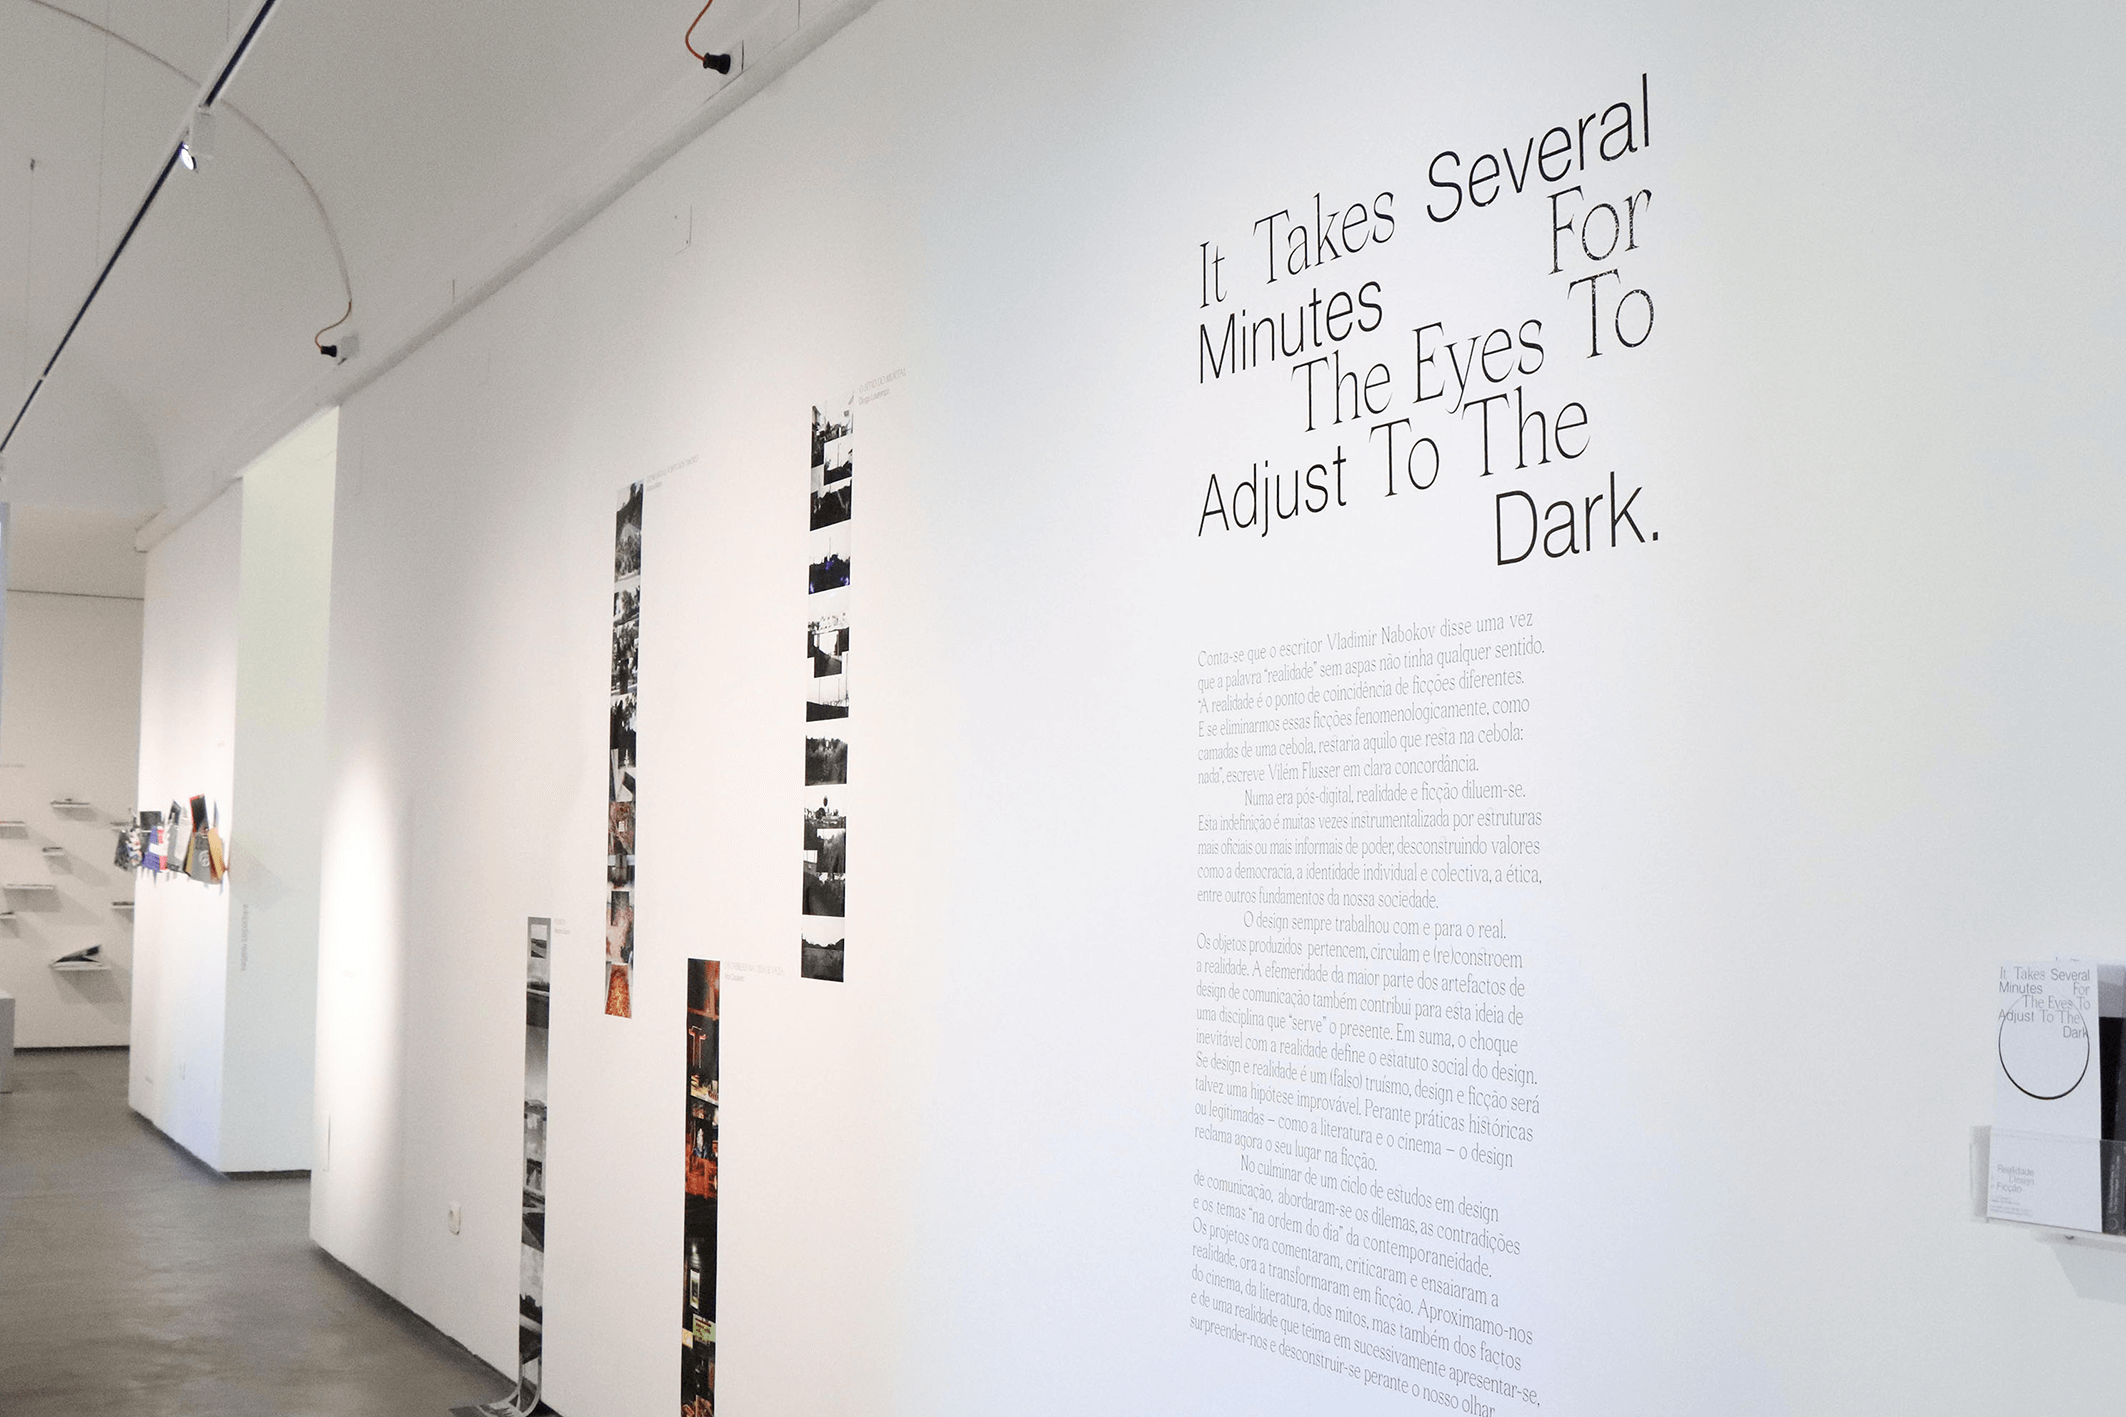 It Takes Several
Minutes For
The Eyes To
Adjust To The
Dark.
Conta-se que o escritor Vladimir Nabokov disse uma vez
que a palavra “realidade” sem aspas não tinha qualquer sentido.
“A realidade é o ponto de coincidência de ficções diferentes.
E se eliminarmos essas ficções fenomenologicamente, como
camadas de uma cebola, restaria aquilo que resta na cebola:
nada”, escreve Vilém Flusser em clara concordância.
Numa era pós-digital, realidade e ficção diluem-se.
Esta indefinição é muitas vezes instrumentalizada por estruturas
mais oficiais ou mais informais de poder, desconstruindo valores
como a democracia, a identidade individual e colectiva, a ética,
entre outros fundamentos da nossa sociedade.
O design sempre trabalhou com e para o real.
Os objetos produzidos pertencem, circulam e (re)constroem
a realidade. A efemeridade da maior parte dos artefactos de
design de comunicação também contribui para esta ideia de
uma disciplina que “serve” o presente. Em suma, o choque
inevitável com a realidade define o estatuto social do design.
Se design e realidade é um (falso) truísmo, design e ficção será
talvez uma hipótese improvável. Perante práticas históricas
ou legitimadas – como a literatura e o cinema – o design
reclama agora o seu lugar na ficção.
No culminar de um ciclo de estudos em design
de comunicação, abordaram-se os dilemas, as contradições
e os temas “na ordem do dia” da contemporaneidade.
Os projetos ora comentaram, criticaram e ensaiaram a
realidade, ora a transformaram em ficção. Aproximamo-nos
do cinema, da literatura, dos mitos, mas também dos factos
e de uma realidade que teima em sucessivamente apresentar-se,
surpreender-nos e desconstruir-se perante o nosso olhar
It Takes Several
Minutes For
The Eyes To
Adjust To The
Dark
Realidade
Design
+ Ficção